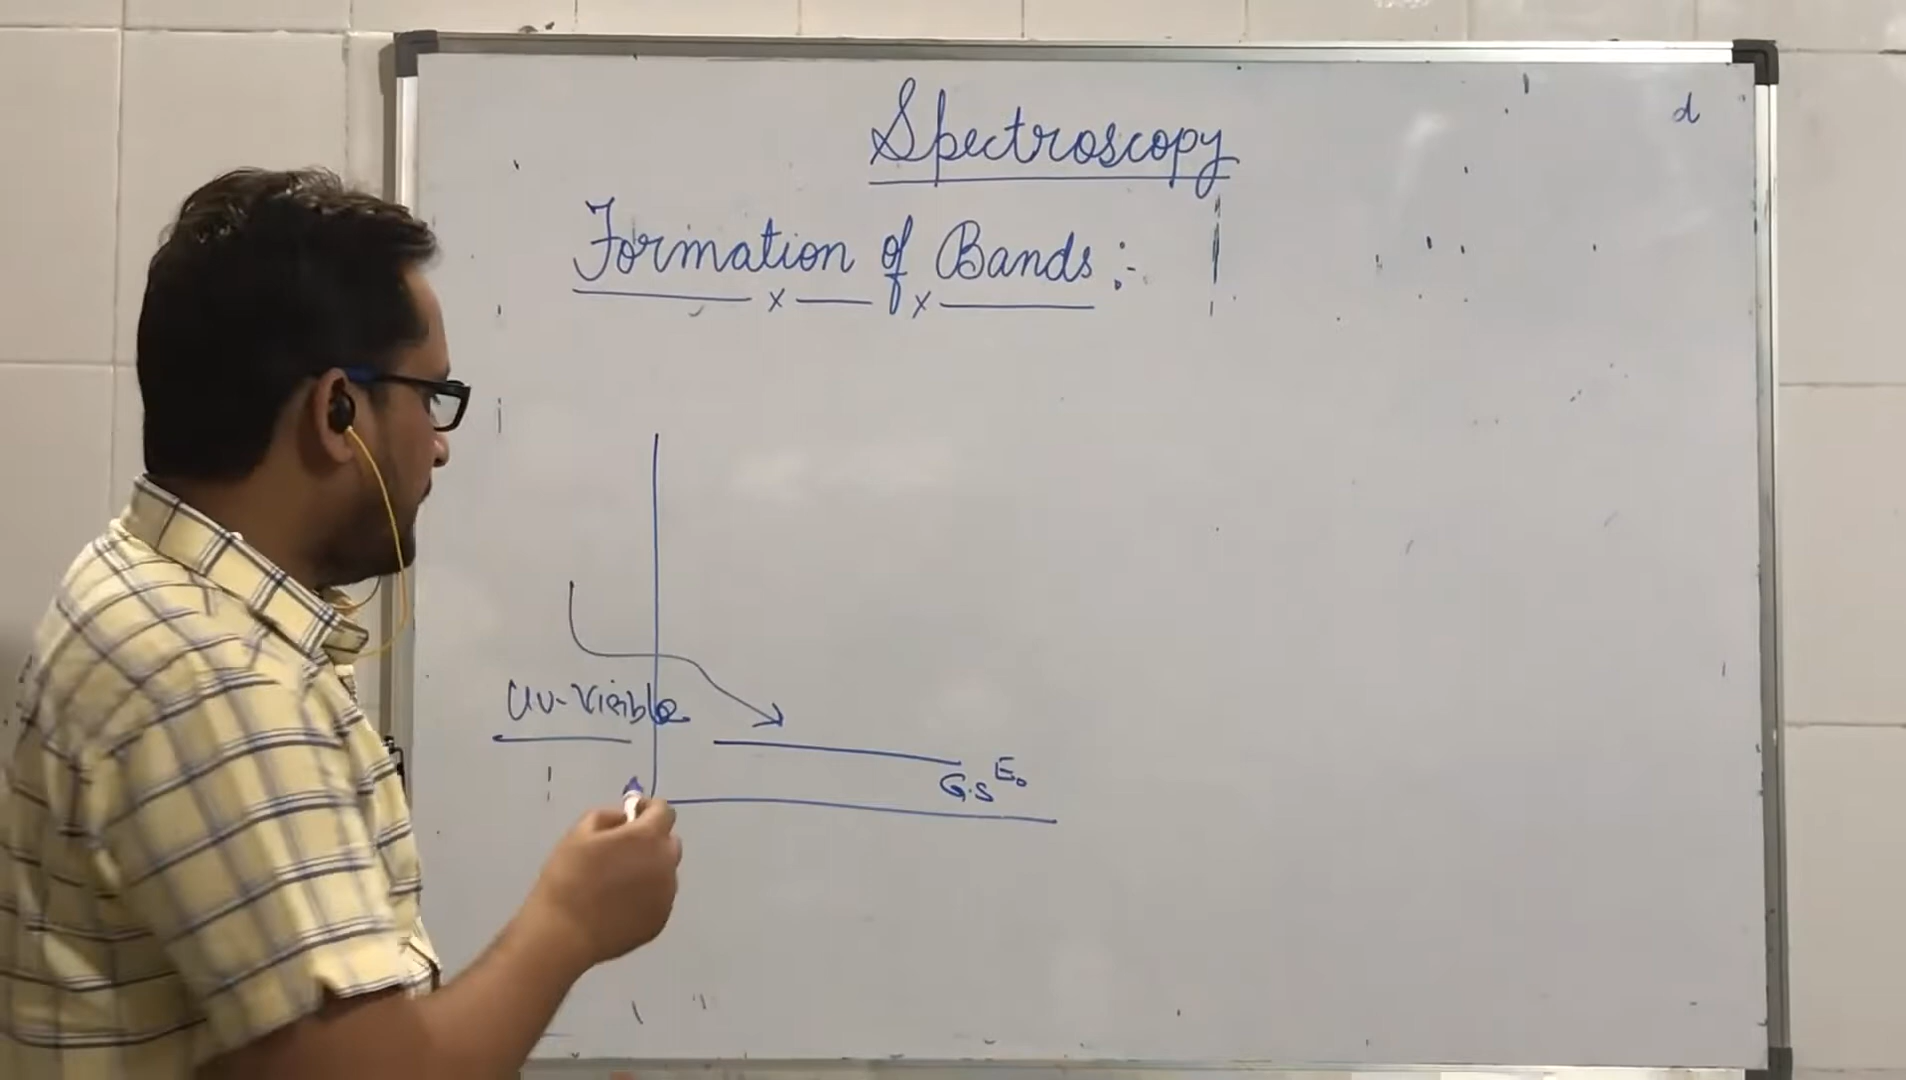 d
Spectroscopy
Formation of Bands :-
UV-Visible
G.S E₀